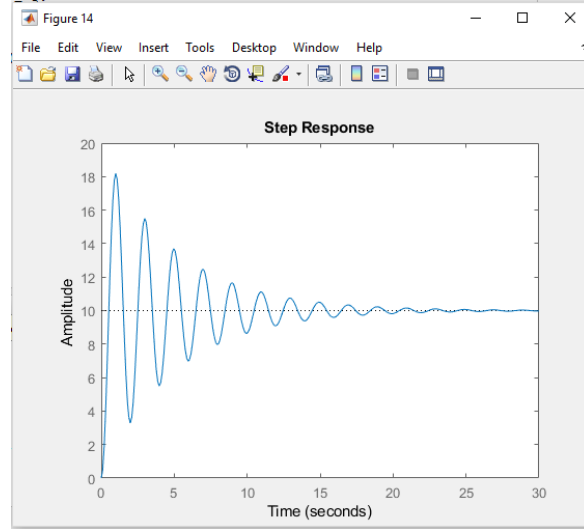 Figure 14
File Edit View Insert Tools Desktop Window Help
Step Response
Amplitude
20
18
16
14
12
10
8
6
4
2
0
0 5 10 15 20 25 30
Time (seconds)